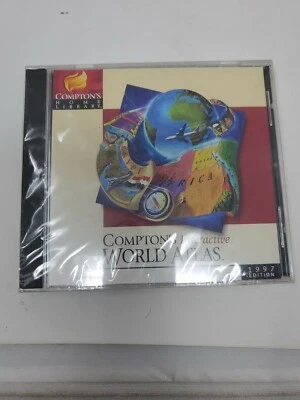 COMPTON'S
HOME
LIBRARY
AFRICA
COMPTON'S Interactive
WORLD ATLAS
1997
EDITION